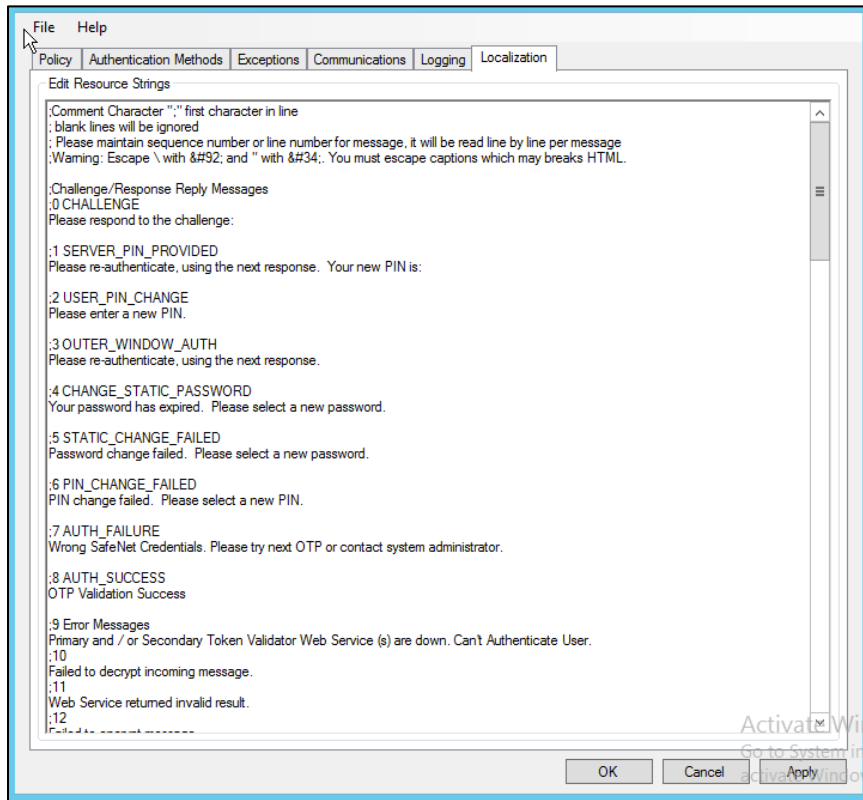 File Help
Policy Authentication Methods Exceptions Communications Logging Localization
Edit Resource Strings
;Comment Character ";" first character in line
; blank lines will be ignored
; Please maintain sequence number or line number for message, it will be read line by line per message
;Warning: Escape \ with &#92; and " with &#34;. You must escape captions which may breaks HTML.
;Challenge/Response Reply Messages
;0 CHALLENGE
Please respond to the challenge:
;1 SERVER_PIN_PROVIDED
Please re-authenticate, using the next response.  Your new PIN is:
;2 USER_PIN_CHANGE
Please enter a new PIN.
;3 OUTER_WINDOW_AUTH
Please re-authenticate, using the next response.
;4 CHANGE_STATIC_PASSWORD
Your password has expired.  Please select a new password.
;5 STATIC_CHANGE_FAILED
Password change failed.  Please select a new password.
;6 PIN_CHANGE_FAILED
PIN change failed.  Please select a new PIN.
;7 AUTH_FAILURE
Wrong SafeNet Credentials. Please try next OTP or contact system administrator.
;8 AUTH_SUCCESS
OTP Validation Success
;9 Error Messages
Primary and / or Secondary Token Validator Web Service (s) are down. Can't Authenticate User.
;10
Failed to decrypt incoming message.
;11
Web Service returned invalid result.
;12
Failed to encrypt message
Activate Wi
Go to System in
activate Windo
OK Cancel Apply